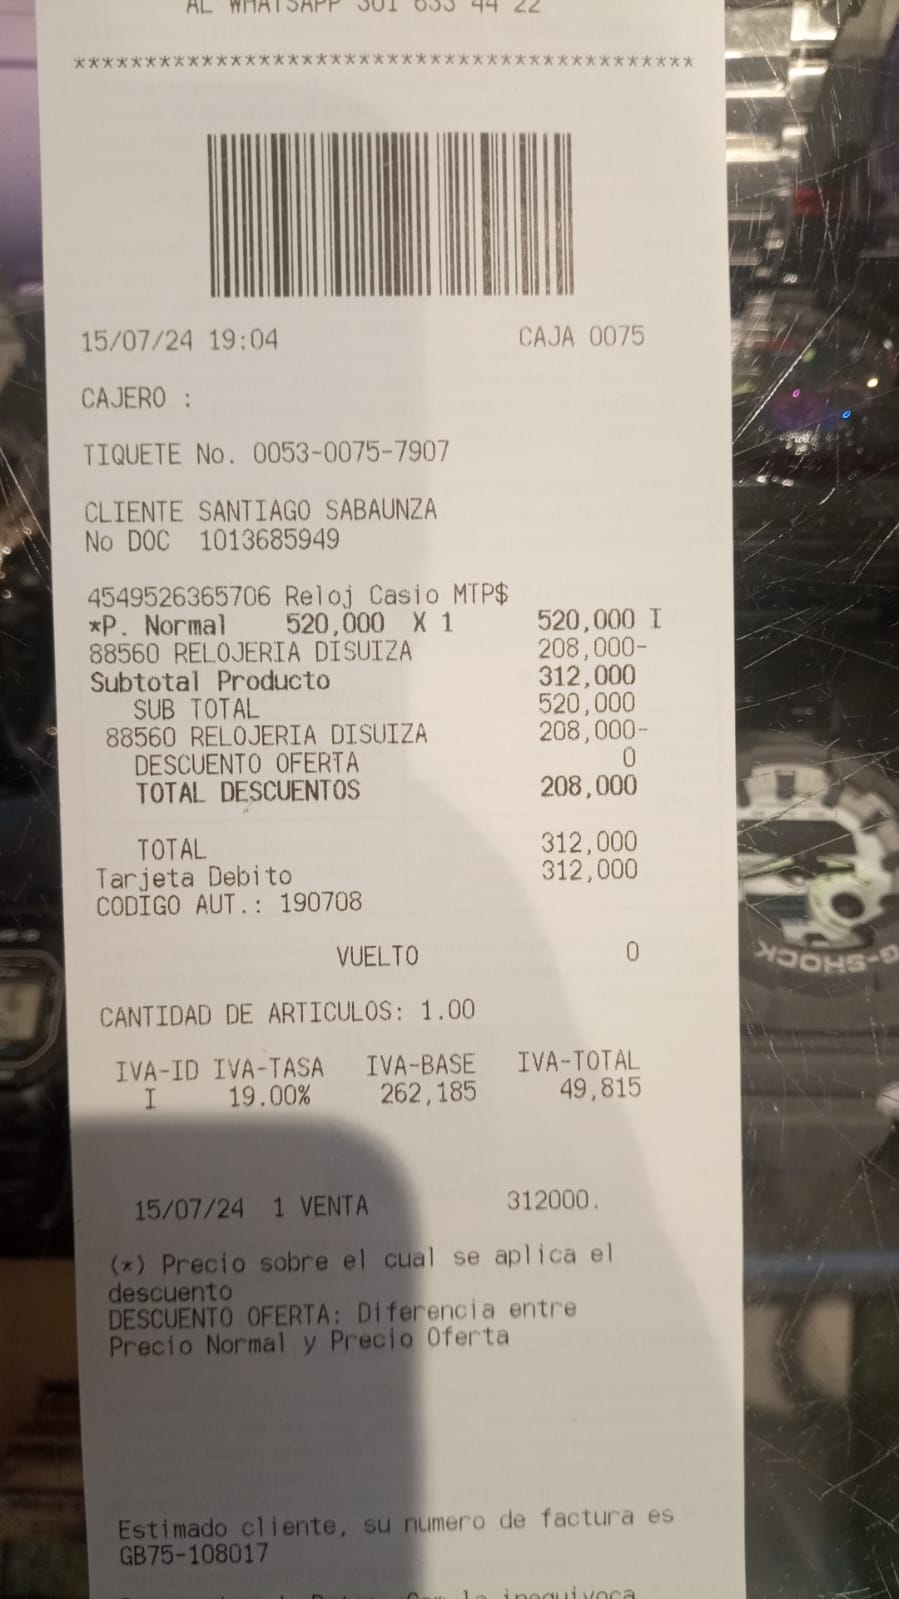 AL WHATSAPP 301 633 44 22
*******************************************
15/07/24 19:04 CAJA 0075
CAJERO :
TIQUETE No. 0053-0075-7907
CLIENTE SANTIAGO SABAUNZA
No DOC 1013685949
4549526365706 Reloj Casio MTP$
*P. Normal 520,000 X 1 520,000 I
88560 RELOJERIA DISUIZA 208,000-
Subtotal Producto 312,000
SUB TOTAL 520,000
88560 RELOJERIA DISUIZA 208,000-
DESCUENTO OFERTA 0
TOTAL DESCUENTOS 208,000
TOTAL 312,000
Tarjeta Debito 312,000
CODIGO AUT.: 190708
VUELTO 0
CANTIDAD DE ARTICULOS: 1.00
IVA-ID IVA-TASA IVA-BASE IVA-TOTAL
I 19.00% 262,185 49,815
15/07/24 1 VENTA 312000.
(*) Precio sobre el cual se aplica el
descuento
DESCUENTO OFERTA: Diferencia entre
Precio Normal y Precio Oferta
Estimado cliente, su numero de factura es
GB75-108017
G-SHOCK